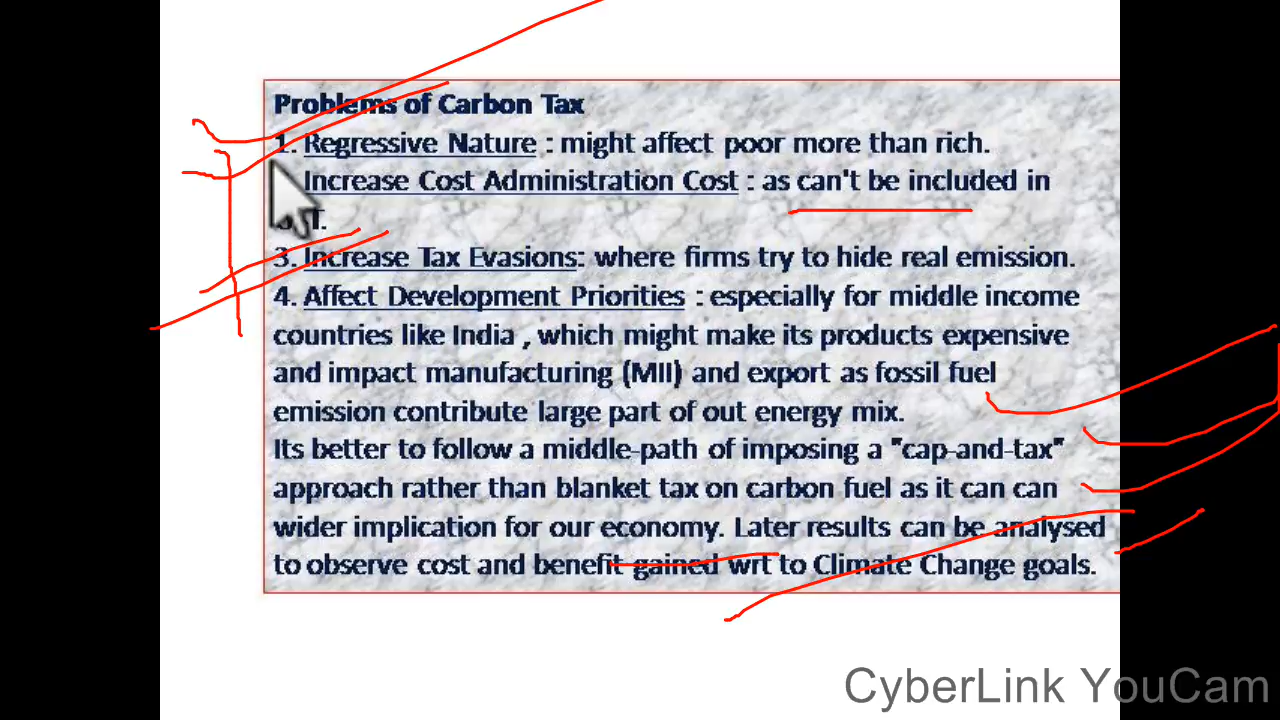 Problems of Carbon Tax
1. Regressive Nature : might affect poor more than rich.
Increase Cost Administration Cost : as can't be included in
T.
3. Increase Tax Evasions: where firms try to hide real emission.
4. Affect Development Priorities : especially for middle income
countries like India , which might make its products expensive
and impact manufacturing (MII) and export as fossil fuel
emission contribute large part of out energy mix.
Its better to follow a middle-path of imposing a "cap-and-tax"
approach rather than blanket tax on carbon fuel as it can can
wider implication for our economy. Later results can be analysed
to observe cost and benefit gained wrt to Climate Change goals.
CyberLink YouCam